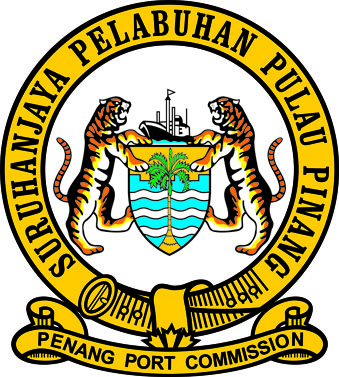 SURUHANJAYA PELABUHAN PULAU PINANG
PENANG PORT COMMISSION